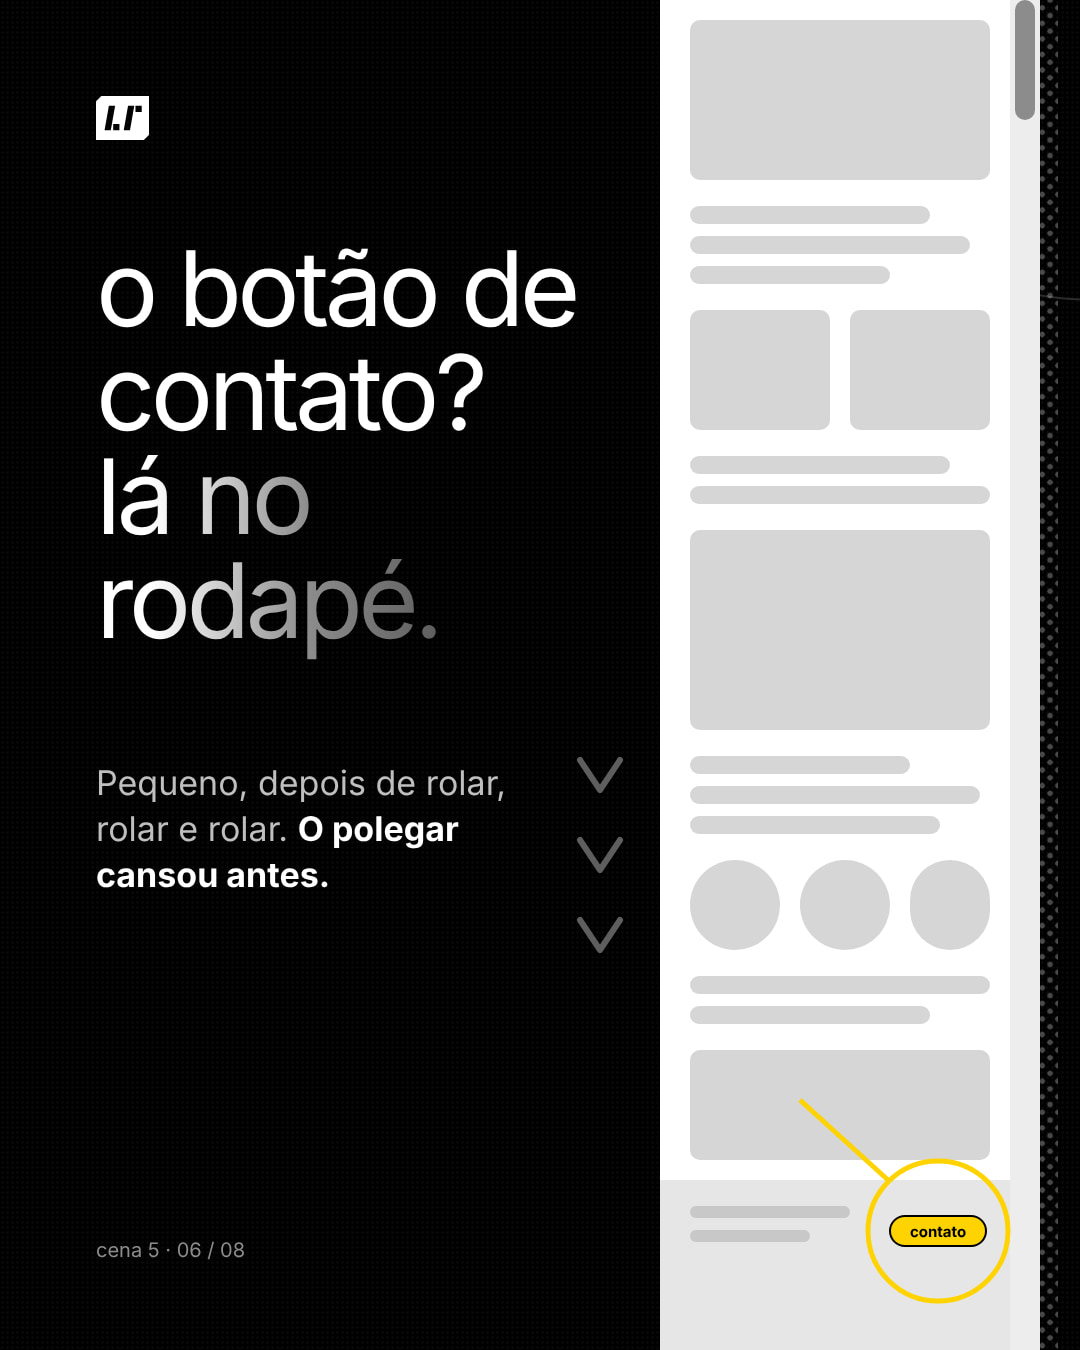 o botão de
contato?
lá no
rodapé.
Pequeno, depois de rolar,
rolar e rolar. O polegar
cansou antes.
contato
cena 5 · 06 / 08